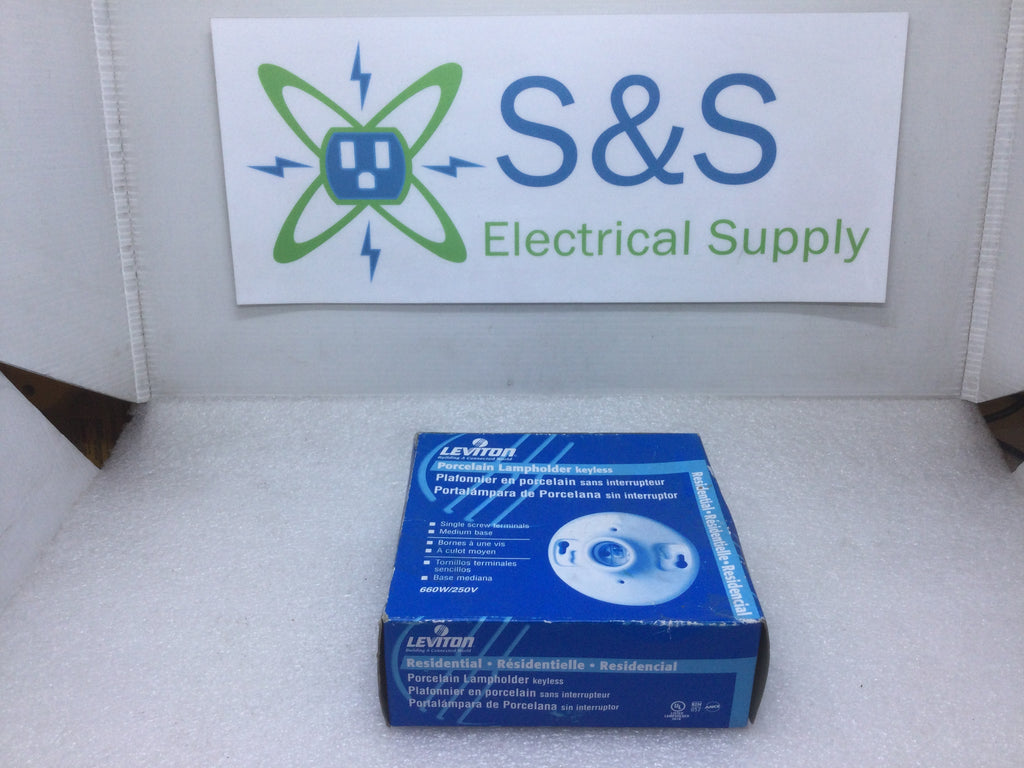 S&S
Electrical Supply
LEVITON
Building A Connected World
Porcelain Lampholder keyless
Plafonnier en porcelain sans interrupteur
Portalámpara de Porcelana sin interruptor
Single screw terminals
Medium base
Bornes à une vis
A culot moyen
Tornillos terminales
sencillos
Base mediana
660W/250V
Residential • Résidentielle • Residencial
LEVITON
Building A Connected World
Residential • Résidentielle • Residencial
Porcelain Lampholder keyless
Plafonnier en porcelain sans interrupteur
Portalámpara de Porcelana sin interruptor
UL